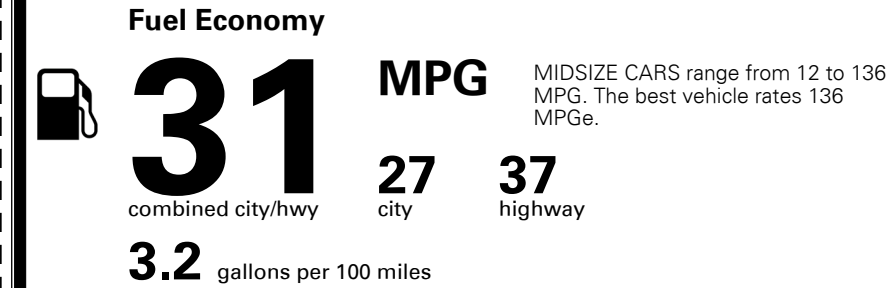 Fuel Economy
31 MPG
MIDSIZE CARS range from 12 to 136
MPG. The best vehicle rates 136
MPGe.
27 37
combined city/hwy city highway
3.2 gallons per 100 miles